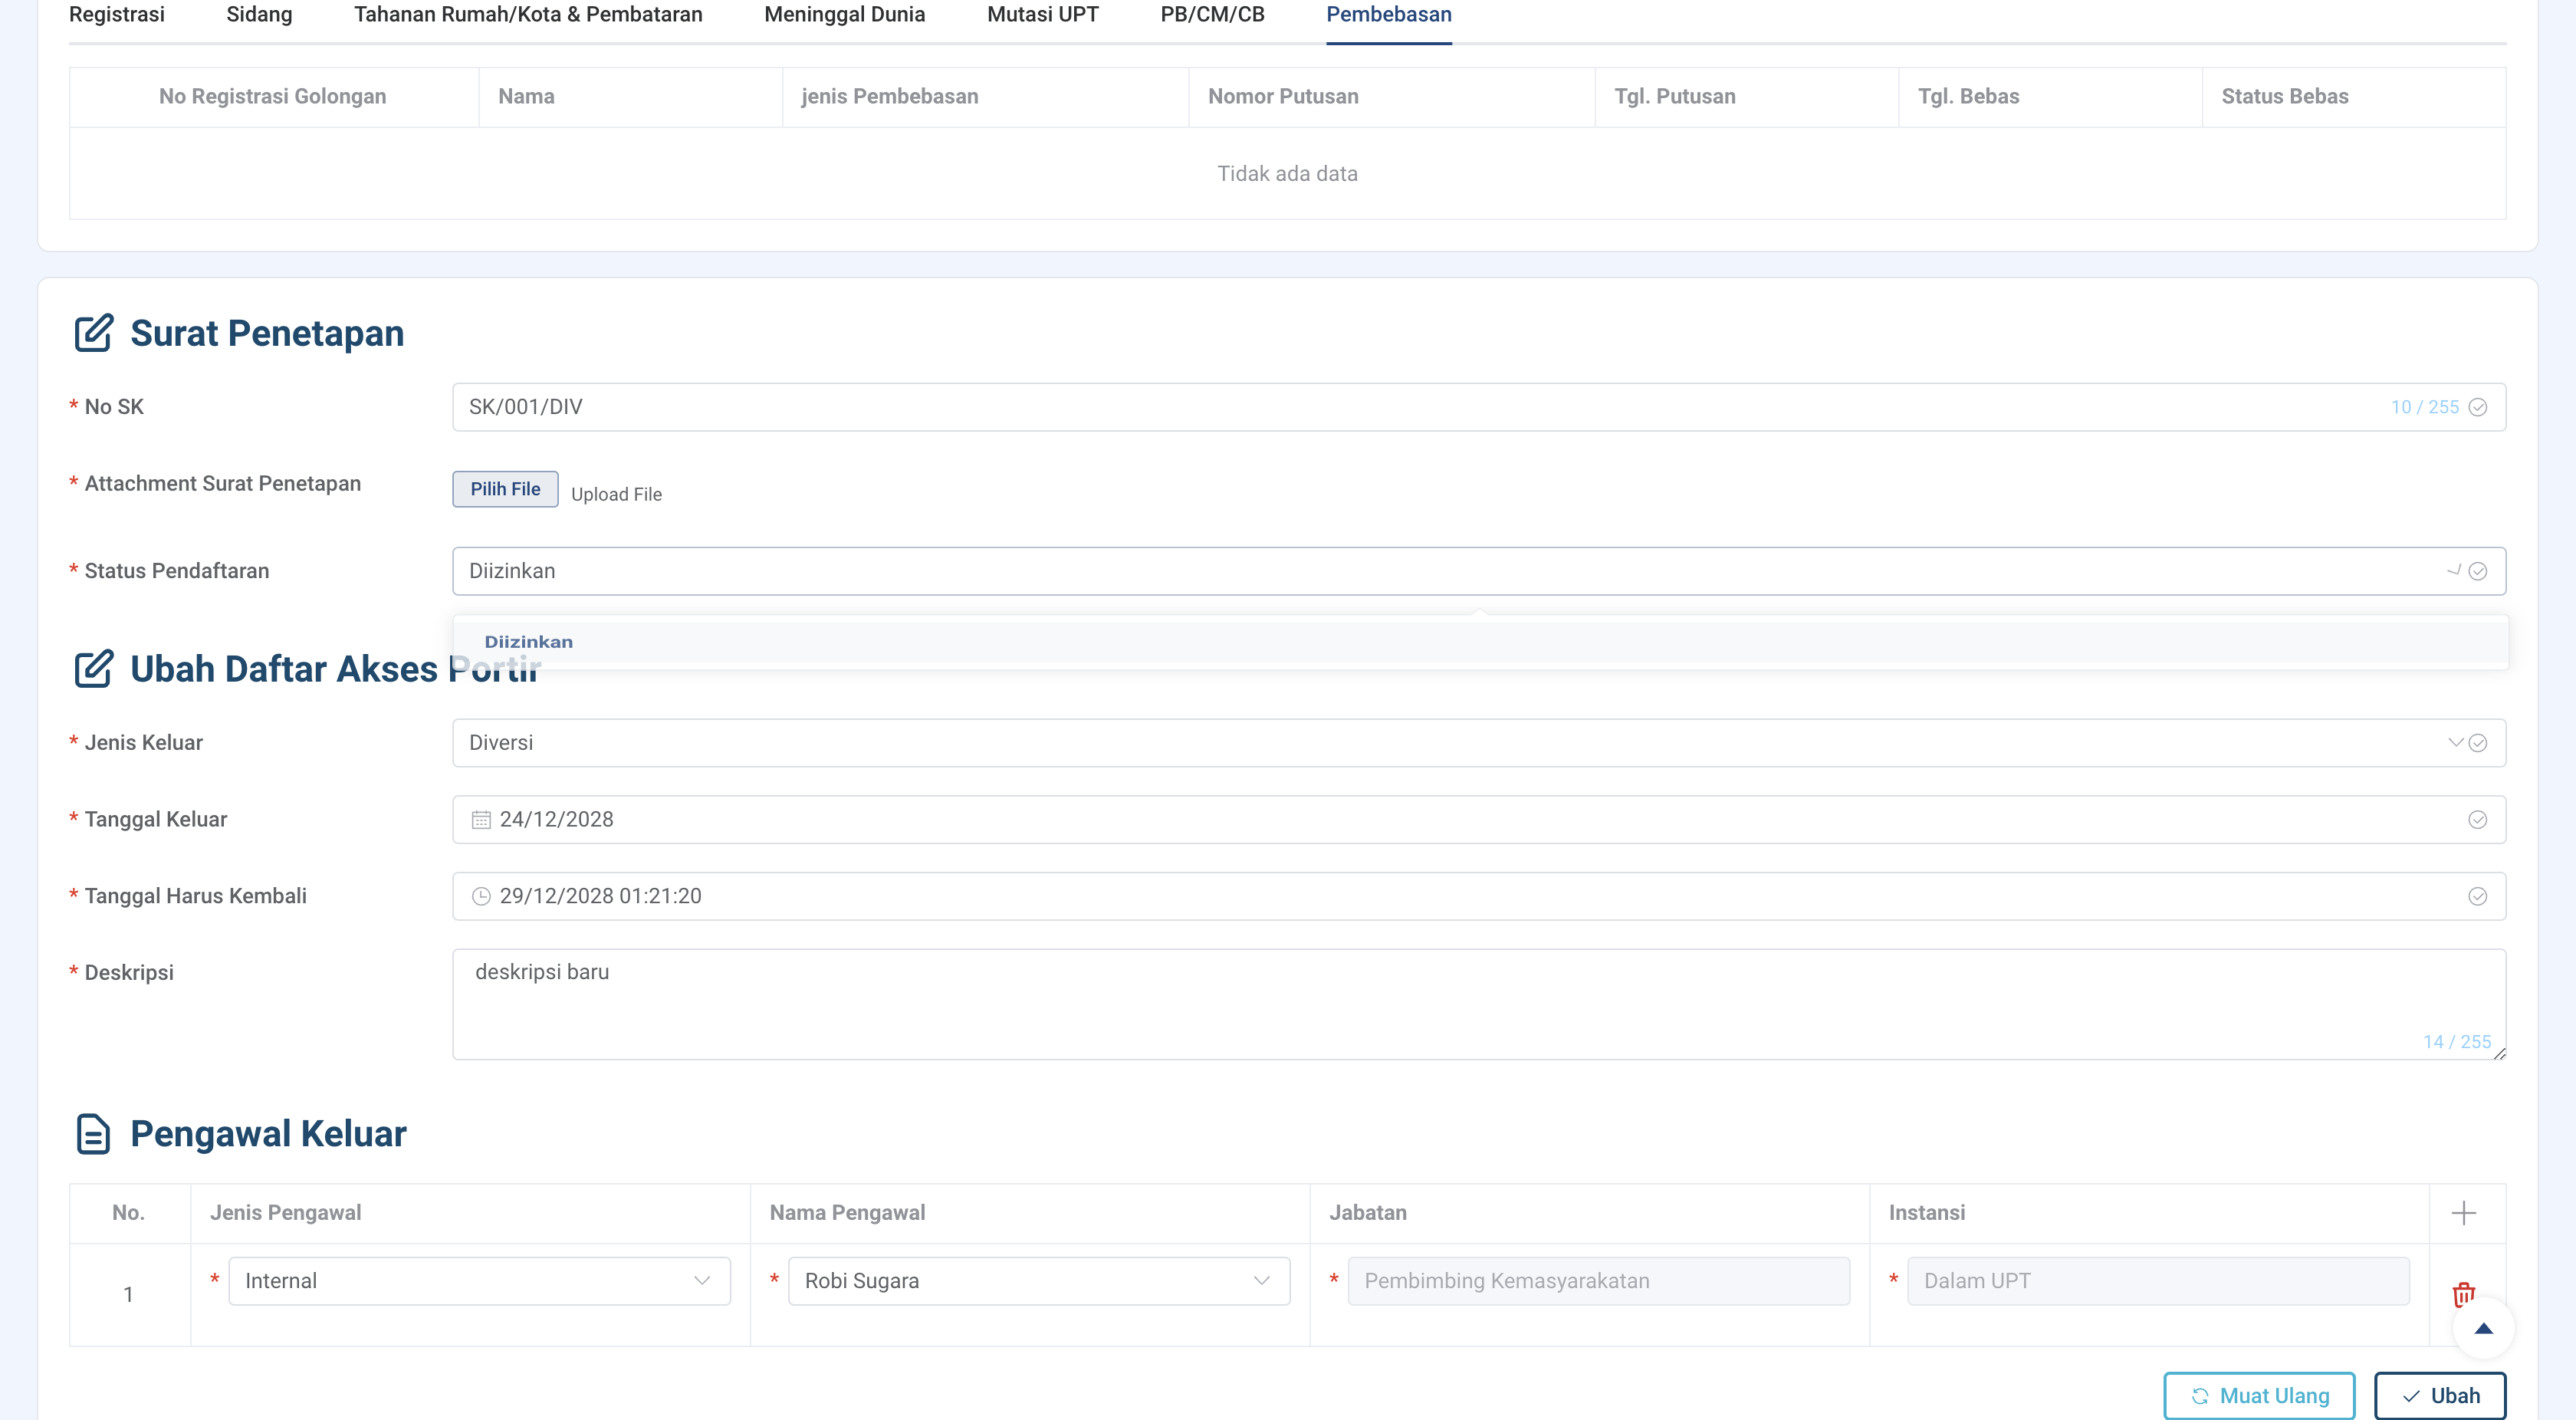 Registrasi Sidang Tahanan Rumah/Kota & Pembataran Meninggal Dunia Mutasi UPT PB/CM/CB Pembebasan
No Registrasi Golongan Nama jenis Pembebasan Nomor Putusan Tgl. Putusan Tgl. Bebas Status Bebas
Tidak ada data
Surat Penetapan
* No SK SK/001/DIV 10 / 255
* Attachment Surat Penetapan Pilih File Upload File
* Status Pendaftaran Diizinkan
Diizinkan
Ubah Daftar Akses Portir
* Jenis Keluar Diversi
* Tanggal Keluar 24/12/2028
* Tanggal Harus Kembali 29/12/2028 01:21:20
* Deskripsi deskripsi baru
14 / 255
Pengawal Keluar
No. Jenis Pengawal Nama Pengawal Jabatan Instansi
1 * Internal * Robi Sugara * Pembimbing Kemasyarakatan * Dalam UPT
Muat Ulang Ubah